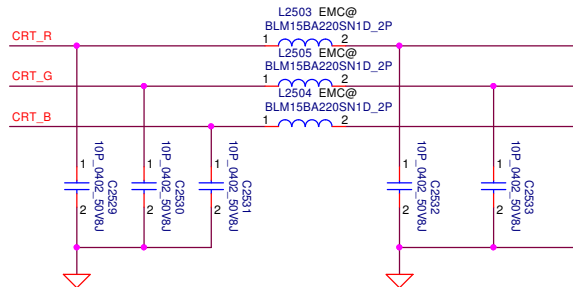 L2503 EMC@
BLM15BA220SN1D_2P
CRT_R
1
2
L2505 EMC@
BLM15BA220SN1D_2P
CRT_G
1
2
L2504 EMC@
BLM15BA220SN1D_2P
CRT_B
1
2
1
2
C2529
10P_0402_50V8J
1
2
C2530
10P_0402_50V8J
1
2
C2531
10P_0402_50V8J
1
2
C2532
10P_0402_50V8J
1
2
C2533
10P_0402_50V8J